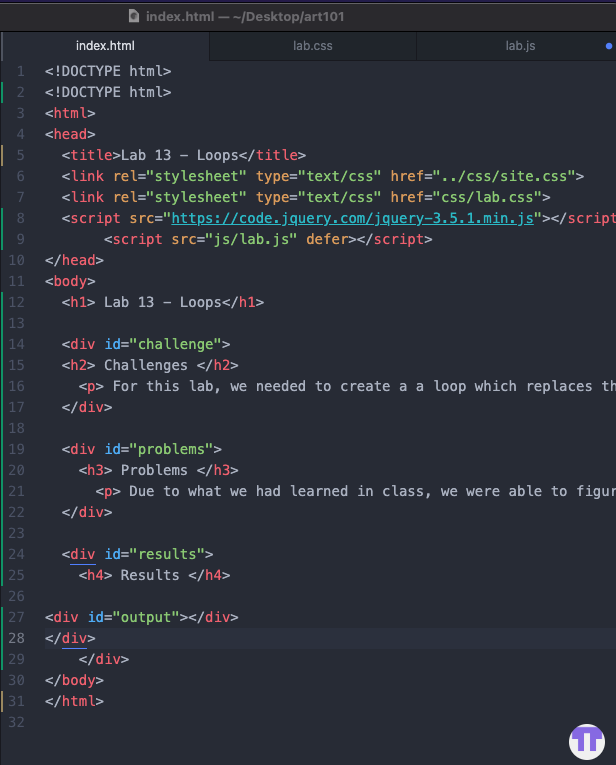 index.html — ~/Desktop/art101
index.html lab.css lab.js
1 <!DOCTYPE html>
2 <!DOCTYPE html>
3 <html>
4 <head>
5 <title>Lab 13 - Loops</title>
6 <link rel="stylesheet" type="text/css" href="../css/site.css">
7 <link rel="stylesheet" type="text/css" href="css/lab.css">
8 <script src="https://code.jquery.com/jquery-3.5.1.min.js"></script
9 <script src="js/lab.js" defer></script>
10 </head>
11 <body>
12 <h1> Lab 13 - Loops</h1>
13
14 <div id="challenge">
15 <h2> Challenges </h2>
16 <p> For this lab, we needed to create a a loop which replaces th
17 </div>
18
19 <div id="problems">
20 <h3> Problems </h3>
21 <p> Due to what we had learned in class, we were able to figur
22 </div>
23
24 <div id="results">
25 <h4> Results </h4>
26
27 <div id="output"></div>
28 </div>
29 </div>
30 </body>
31 </html>
32